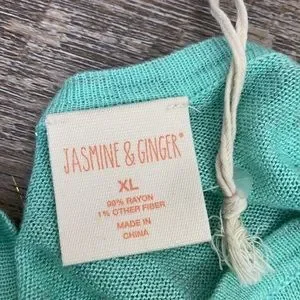 JASMINE & GINGER®
XL
99% RAYON
1% OTHER FIBER
MADE IN
CHINA